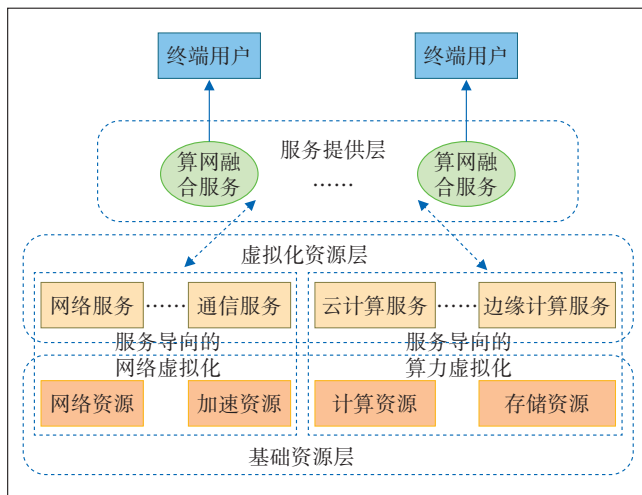 终端用户 终端用户
服务提供层
算网融
合服务
……
算网融
合服务
虚拟化资源层
网络服务 …… 通信服务 云计算服务 …… 边缘计算服务
服务导向的
网络虚拟化
服务导向的
算力虚拟化
网络资源 加速资源 计算资源 存储资源
基础资源层